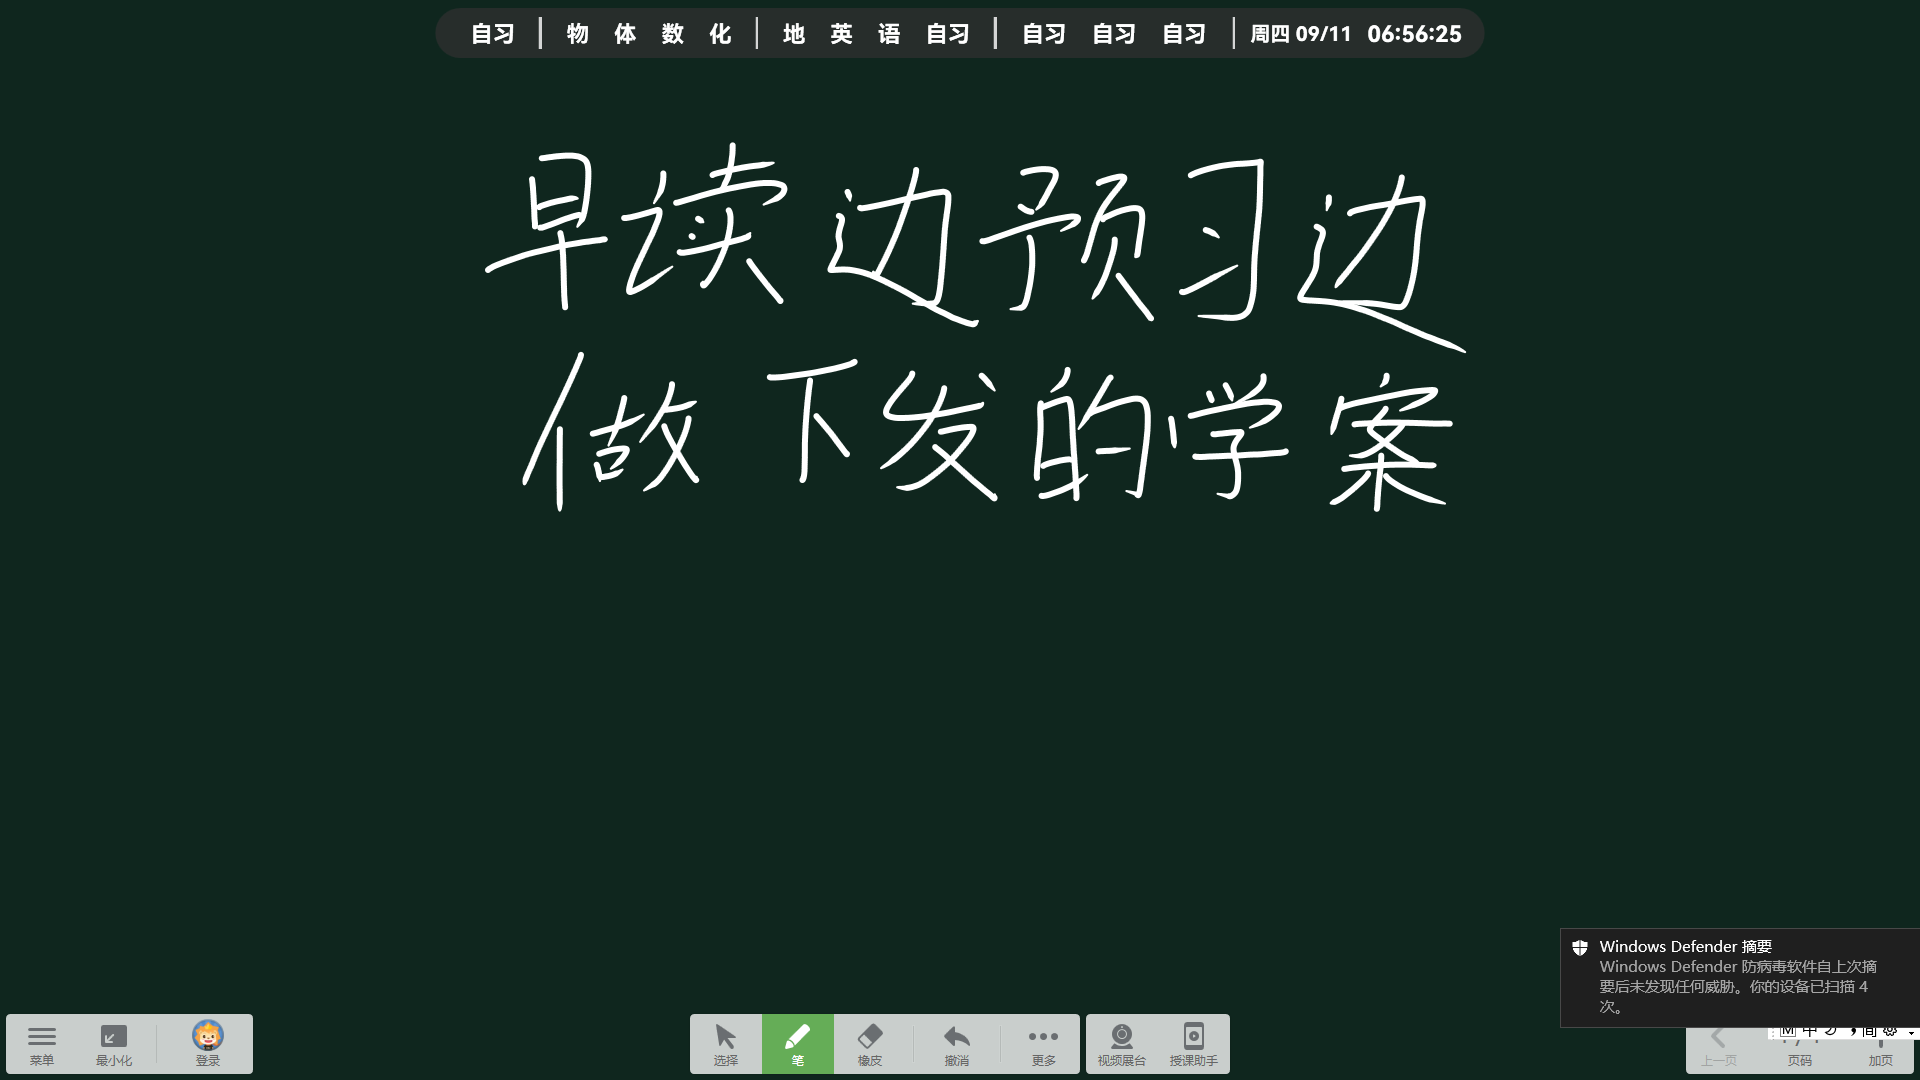 自习 | 物 体 数 化 | 地 英 语 自习 | 自习 自习 自习 | 周四 09/11 06:56:25
早读边预习边
做下发的学案
Windows Defender 摘要
Windows Defender 防病毒软件自上次摘
要后未发现任何威胁。你的设备已扫描 4
次。
M 中 简
菜单 最小化 登录 选择 笔 橡皮 撤消 更多 视频展台 授课助手 上一页 页码 加页